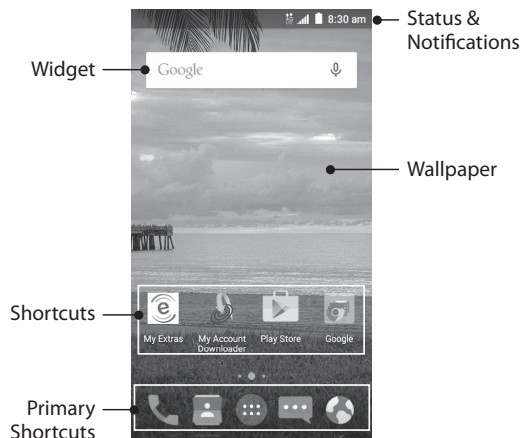 8:30 am
Status &
Notifications
Widget
Google
Wallpaper
Shortcuts
My Extras
My Account
Downloader
Play Store
Google
Primary
Shortcuts